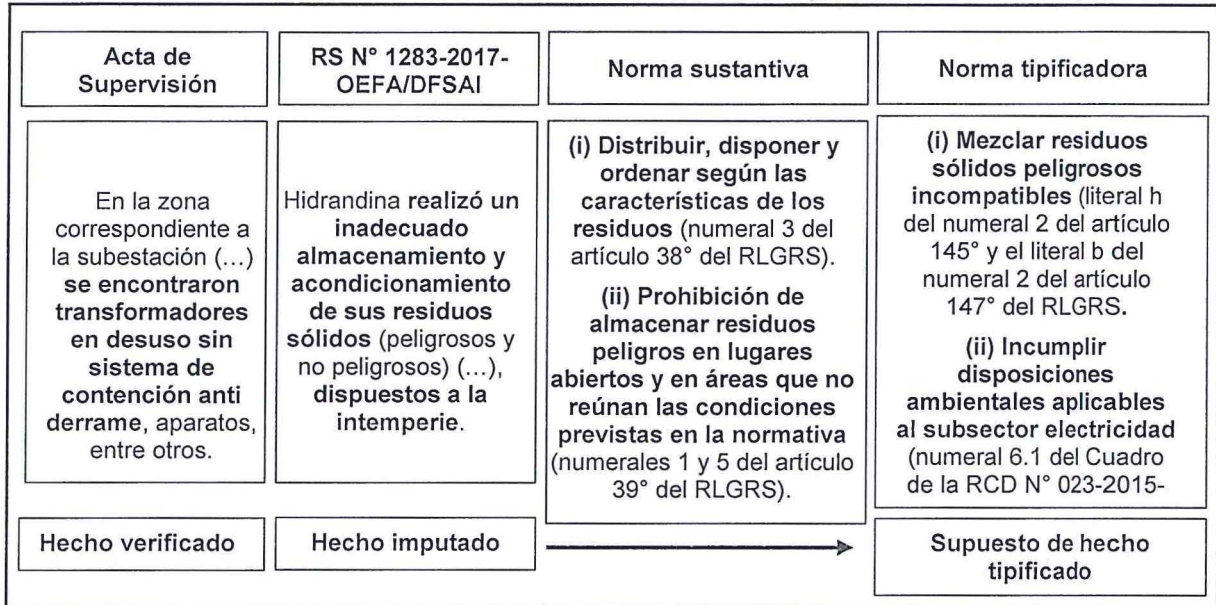 Acta de
Supervisión
RS N° 1283-2017-
OEFA/DFSAI
Norma sustantiva
Norma tipificadora
En la zona
correspondiente a
la subestación (...)
se encontraron
transformadores
en desuso sin
sistema de
contención anti
derrame, aparatos,
entre otros.
Hidrandina realizó un
inadecuado
almacenamiento y
acondicionamiento
de sus residuos
sólidos (peligrosos y
no peligrosos) (...),
dispuestos a la
intemperie.
(i) Distribuir, disponer y
ordenar según las
características de los
residuos (numeral 3 del
artículo 38° del RLGRS).
(ii) Prohibición de
almacenar residuos
peligros en lugares
abiertos y en áreas que no
reúnan las condiciones
previstas en la normativa
(numerales 1 y 5 del artículo
39° del RLGRS).
(i) Mezclar residuos
sólidos peligrosos
incompatibles (literal h
del numeral 2 del artículo
145° y el literal b del
numeral 2 del artículo
147° del RLGRS.
(ii) Incumplir
disposiciones
ambientales aplicables
al subsector electricidad
(numeral 6.1 del Cuadro
de la RCD N° 023-2015-
Hecho verificado
Hecho imputado
Supuesto de hecho
tipificado